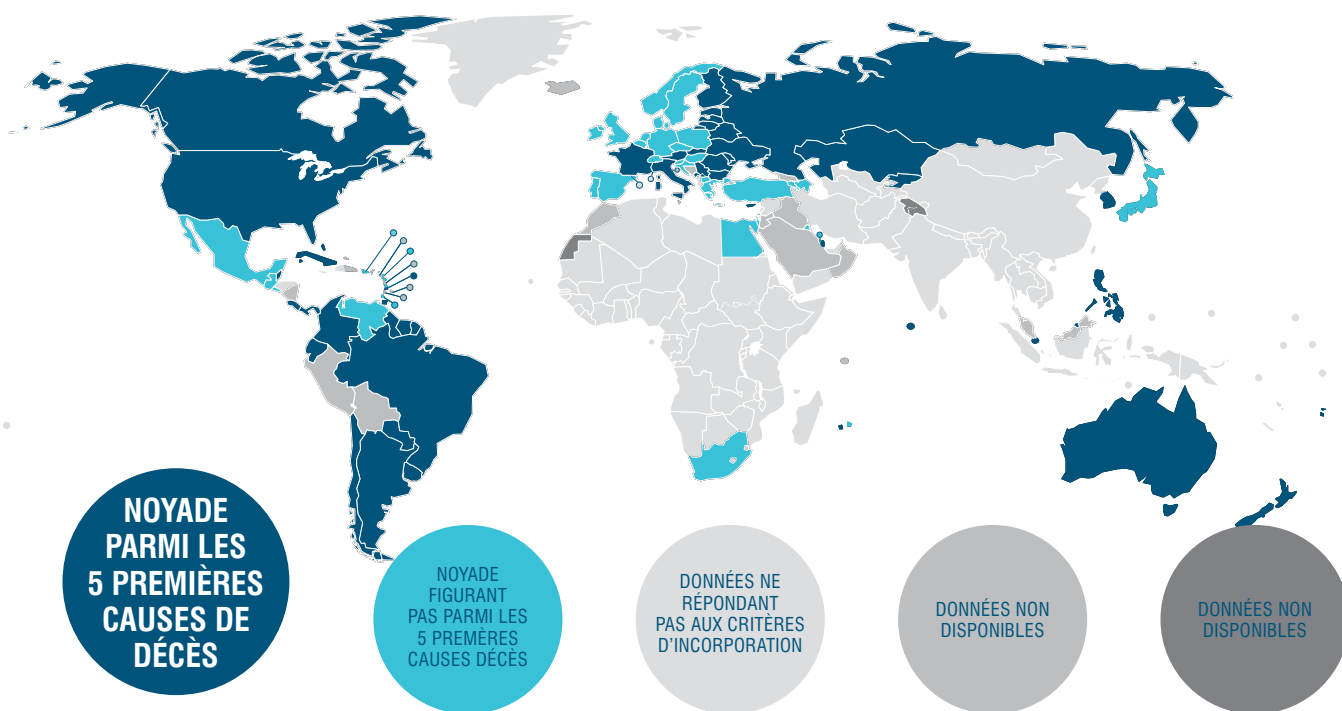 NOYADE
PARMI LES
5 PREMIÈRES
CAUSES DE
DÉCÈS
NOYADE
FIGURANT
PAS PARMI LES
5 PREMÈRES
CAUSES DÉCÈS
DONNÉES NE
RÉPONDANT
PAS AUX CRITÈRES
D'INCORPORATION
DONNÉES NON
DISPONIBLES
DONNÉES NON
DISPONIBLES